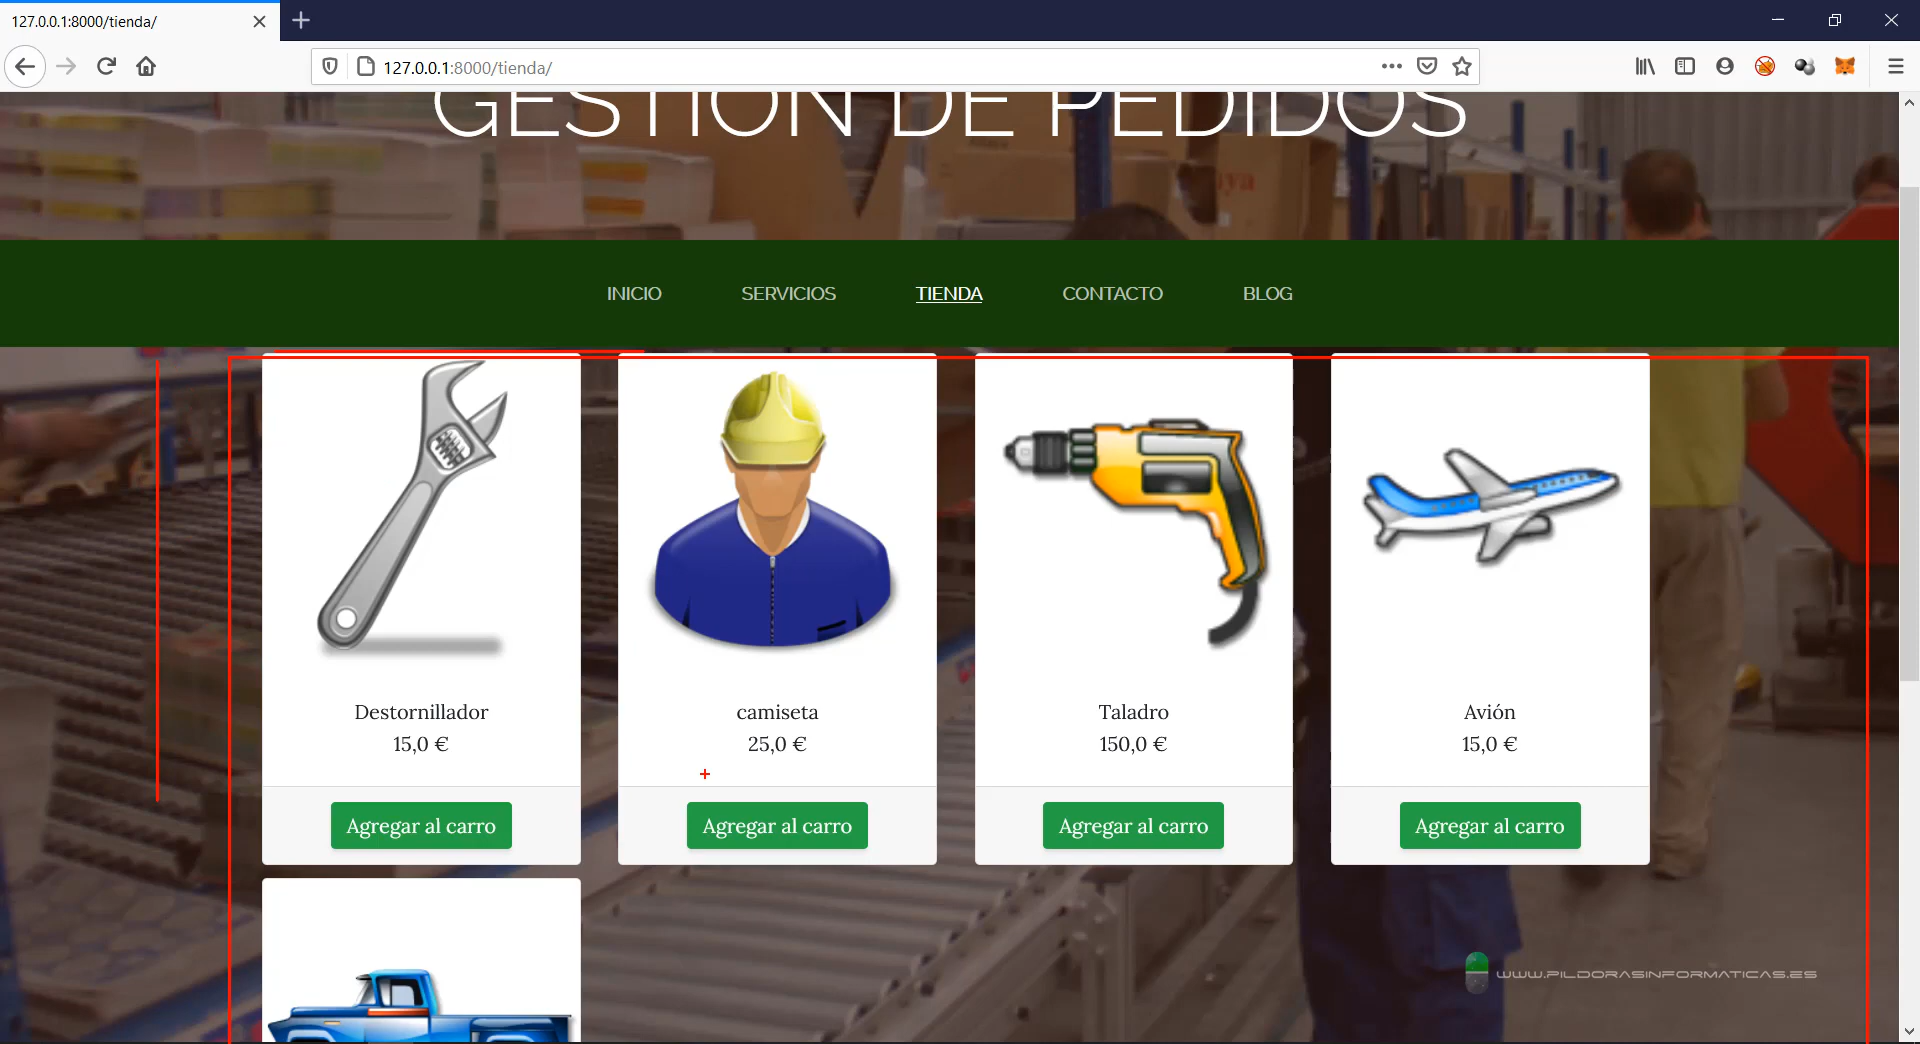 127.0.0.1:8000/tienda/
127.0.0.1:8000/tienda/
GESTIÓN DE PEDIDOS
INICIO SERVICIOS TIENDA CONTACTO BLOG
Destornillador camiseta Taladro Avión
15,0 € 25,0 € 150,0 € 15,0 €
Agregar al carro Agregar al carro Agregar al carro Agregar al carro
WWW.PILDORASINFORMATICAS.ES